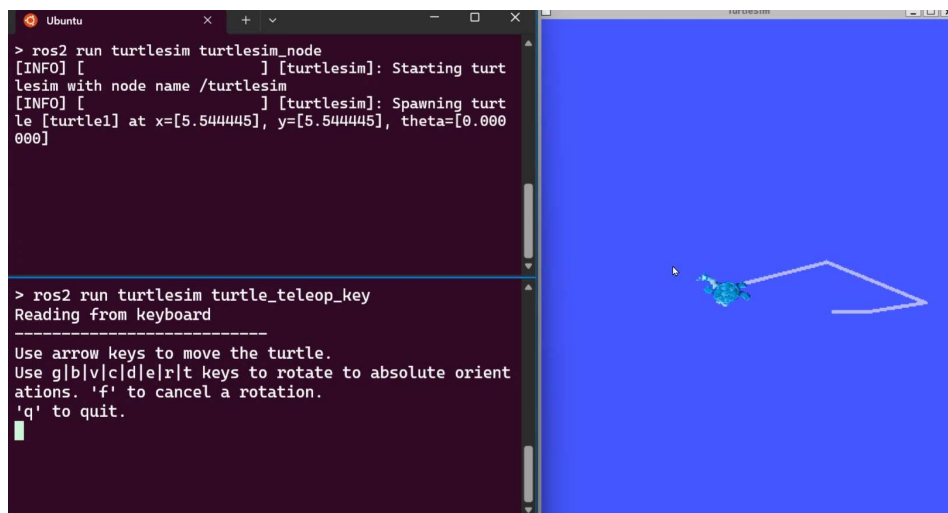 Ubuntu
> ros2 run turtlesim turtlesim_node
[INFO] [ ] [turtlesim]: Starting turt
lesim with node name /turtlesim
[INFO] [ ] [turtlesim]: Spawning turt
le [turtle1] at x=[5.544445], y=[5.544445], theta=[0.000
000]
> ros2 run turtlesim turtle_teleop_key
Reading from keyboard
---------------------------
Use arrow keys to move the turtle.
Use g|b|v|c|d|e|r|t keys to rotate to absolute orient
ations. 'f' to cancel a rotation.
'q' to quit.
TurtleSim